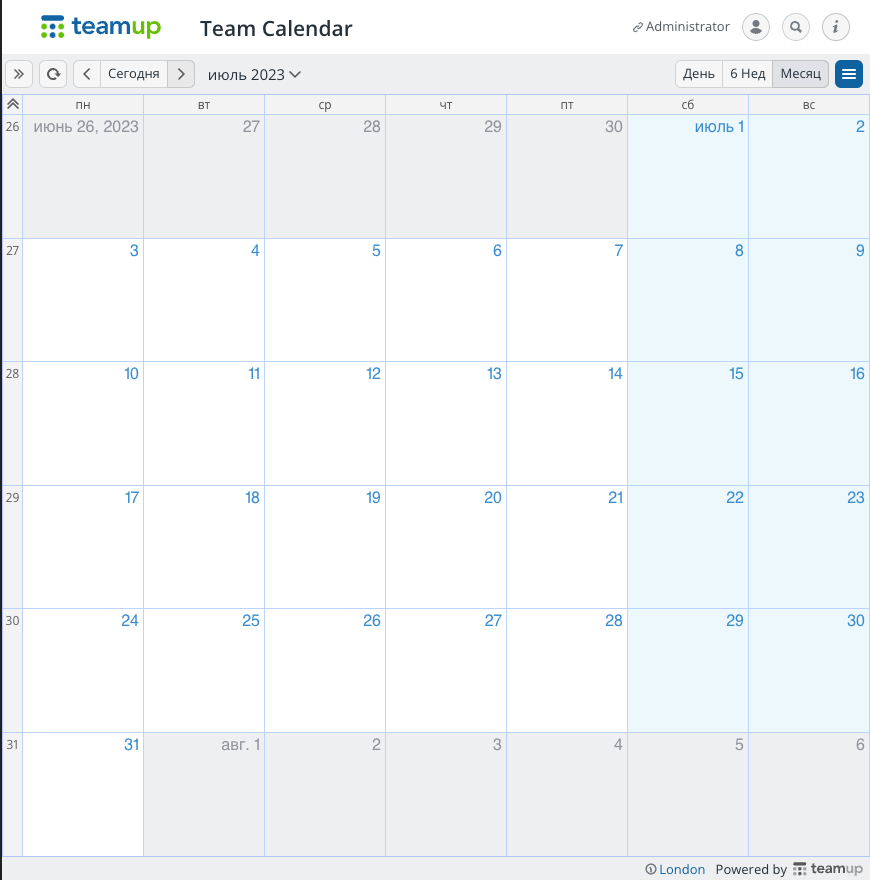 teamup Team Calendar Administrator
Сегодня июль 2023 День 6 Нед Месяц
пн вт ср чт пт сб вс
26 июнь 26, 2023 27 28 29 30 июль 1 2
27 3 4 5 6 7 8 9
28 10 11 12 13 14 15 16
29 17 18 19 20 21 22 23
30 24 25 26 27 28 29 30
31 31 авг. 1 2 3 4 5 6
London Powered by teamup